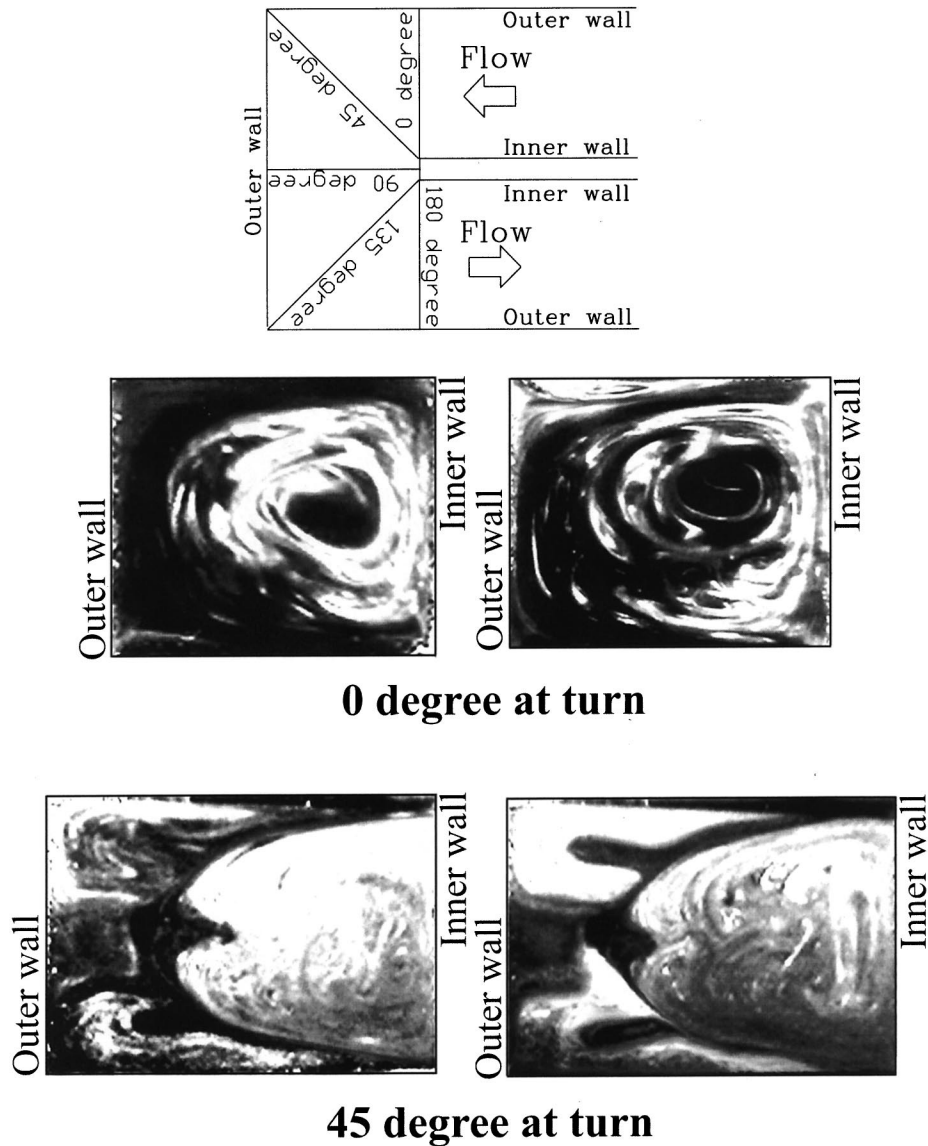 Outer wall
Flow
Inner wall
Inner wall
Flow
Outer wall
Outer wall
0 degree
45 degree
90 degree
135 degree
180 degree
Outer wall
Inner wall
Outer wall
Inner wall
0 degree at turn
Outer wall
Inner wall
Outer wall
Inner wall
45 degree at turn